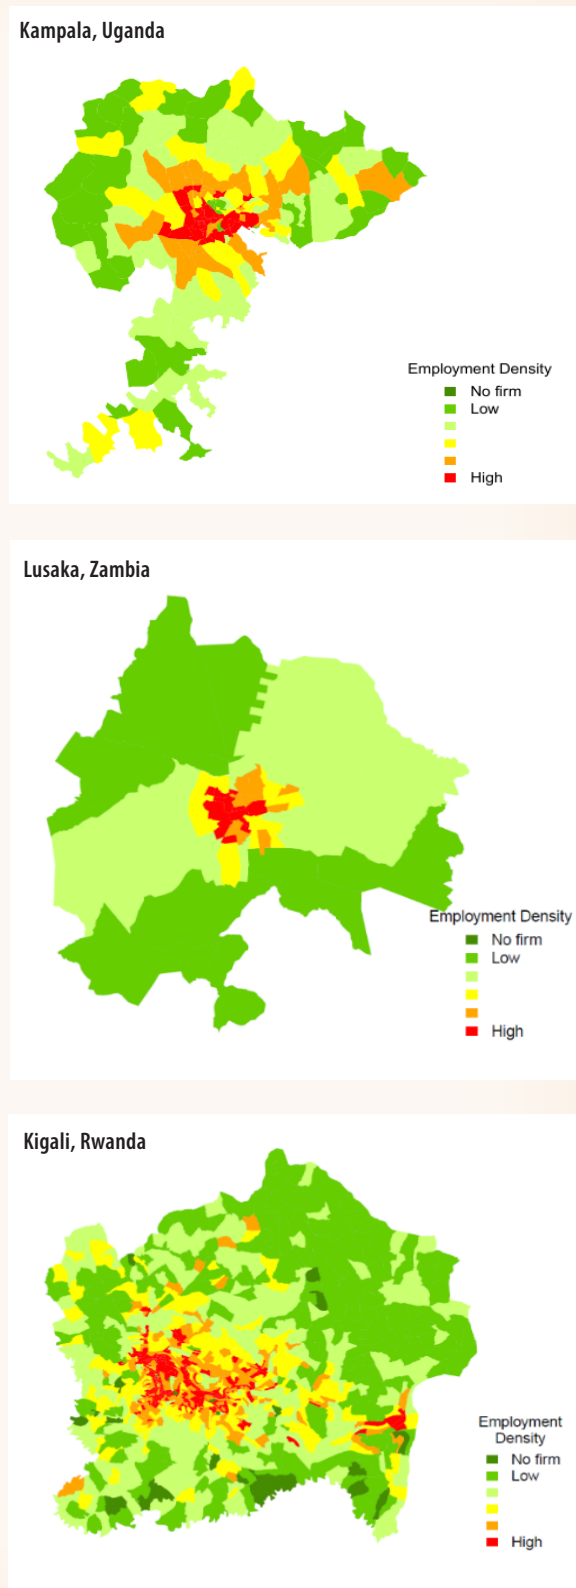 Kampala, Uganda
Employment Density
No firm
Low
High
Lusaka, Zambia
Employment Density
No firm
Low
High
Kigali, Rwanda
Employment
Density
No firm
Low
High